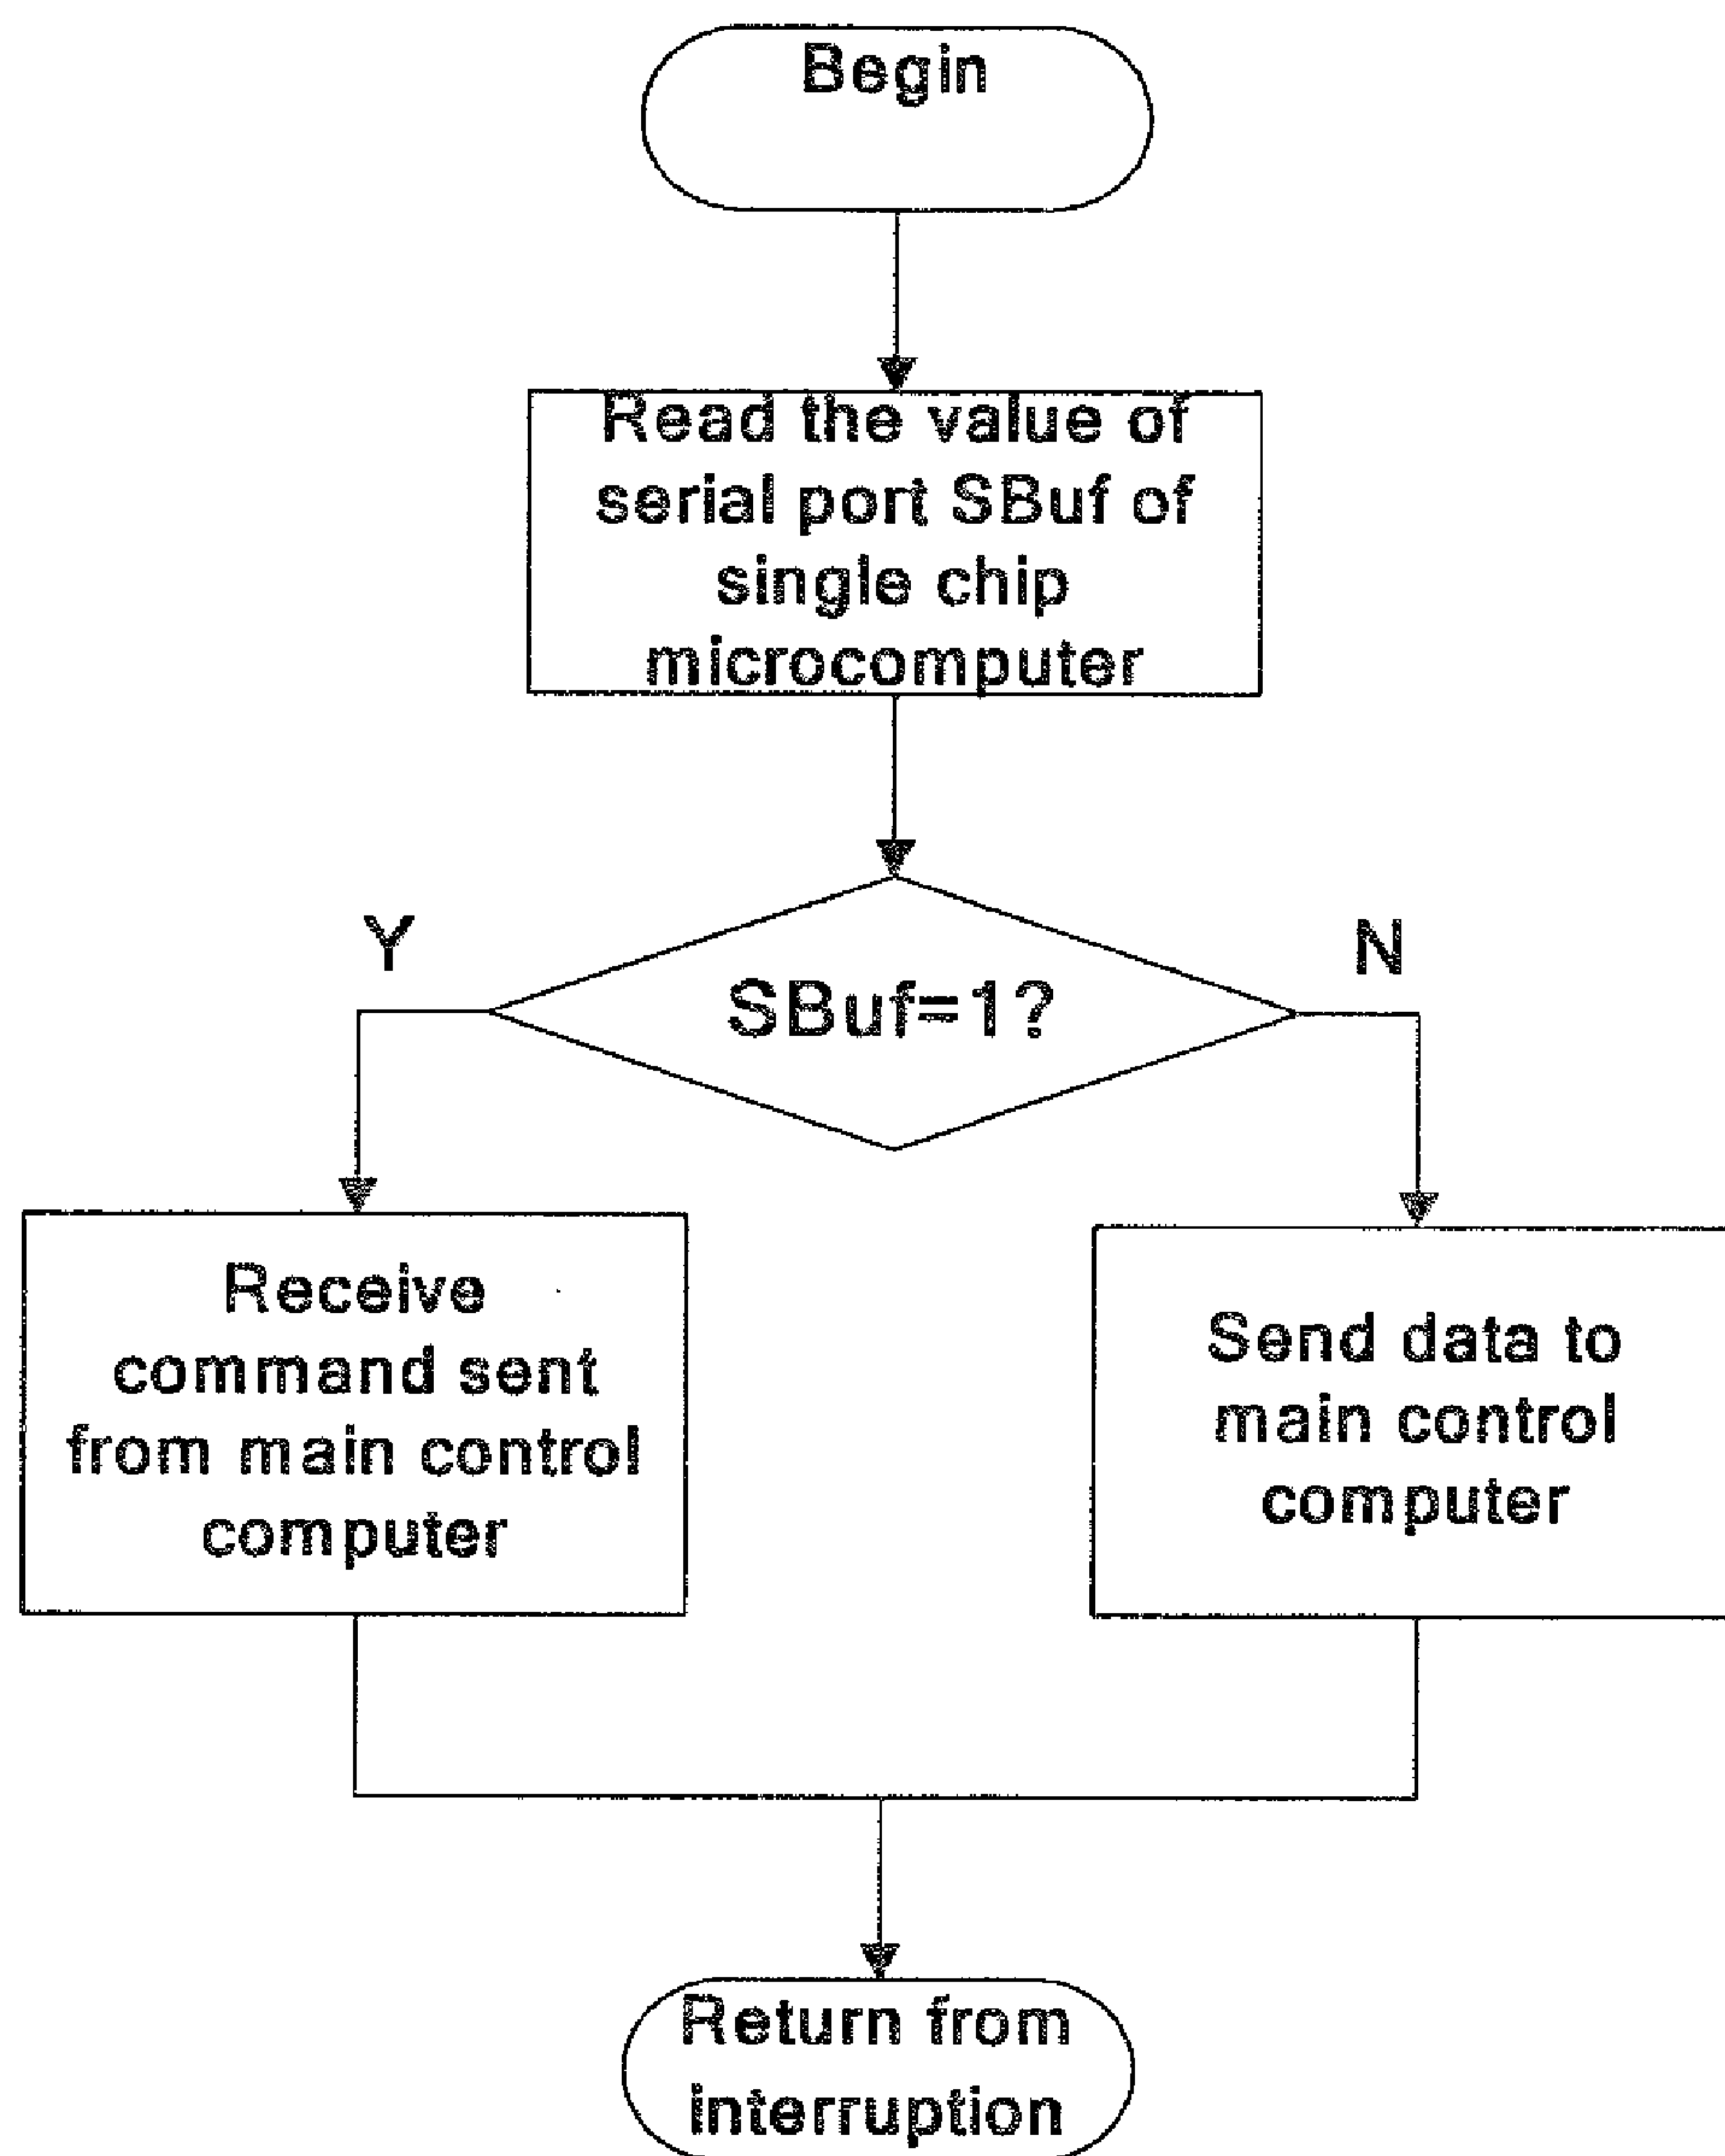 Begin
Read the value of
serial port SBuf of
single chip
microcomputer
Y
N
SBuf=1?
Receive
command sent
from main control
computer
Send data to
main control
computer
Return from
interruption